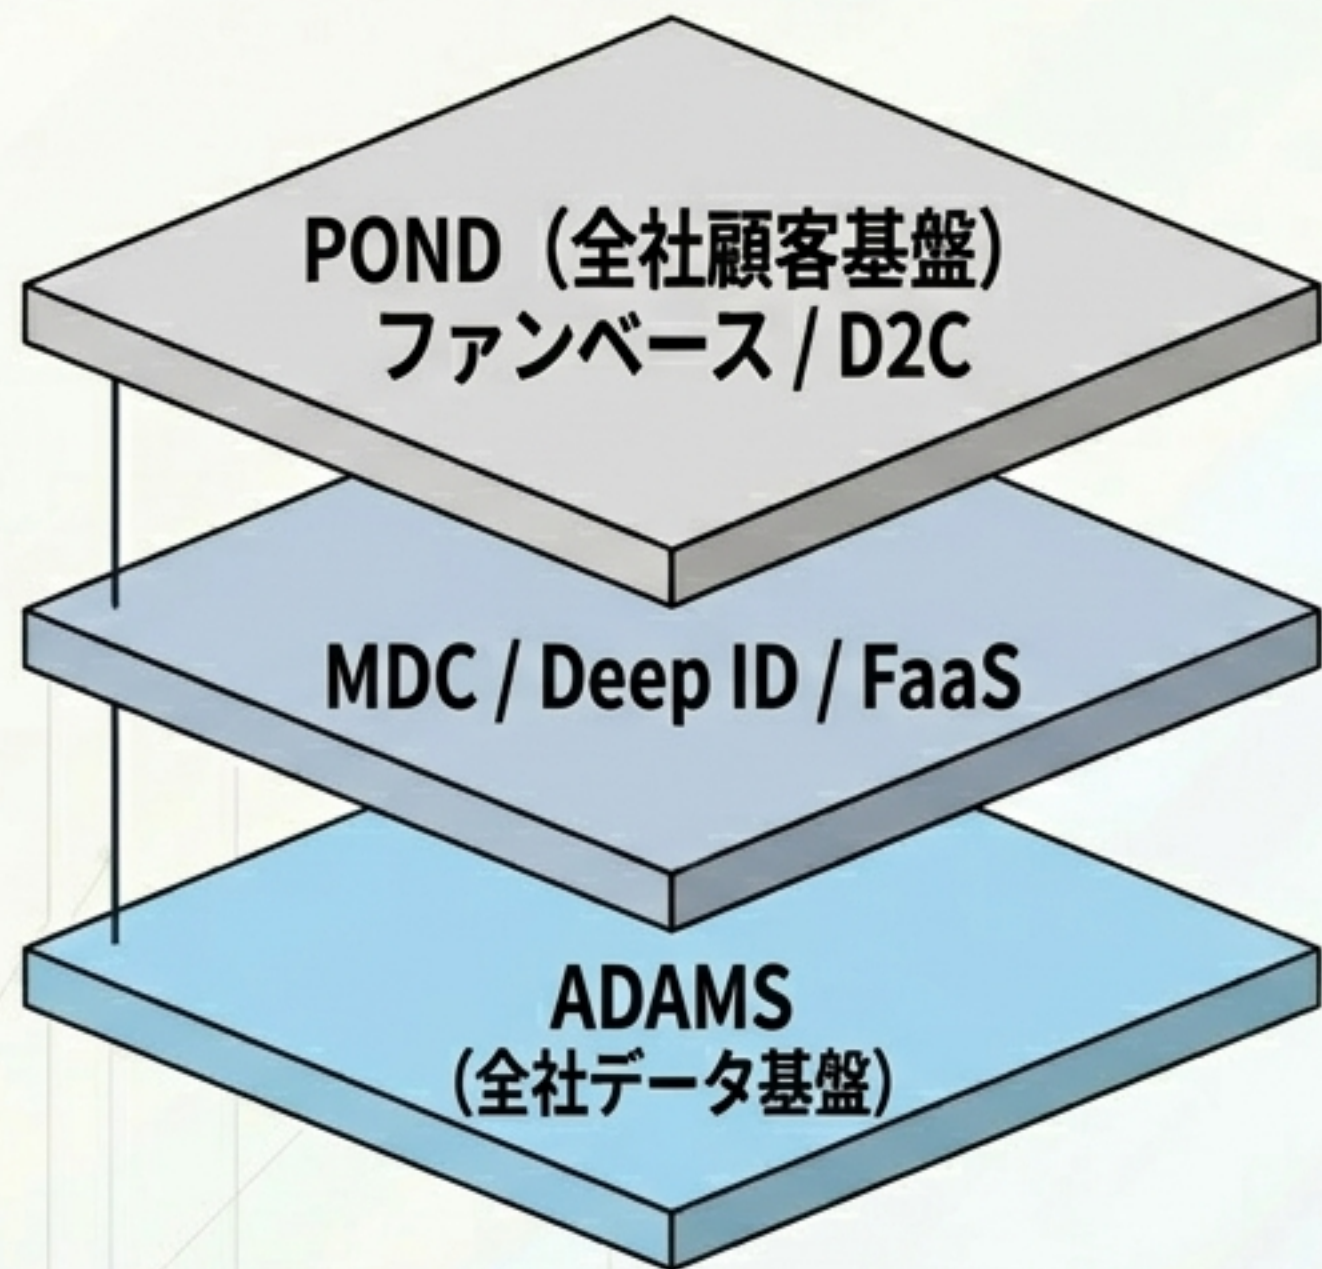 POND（全社顧客基盤）
ファンベース / D2C
MDC / Deep ID / FaaS
ADAMS
（全社データ基盤）